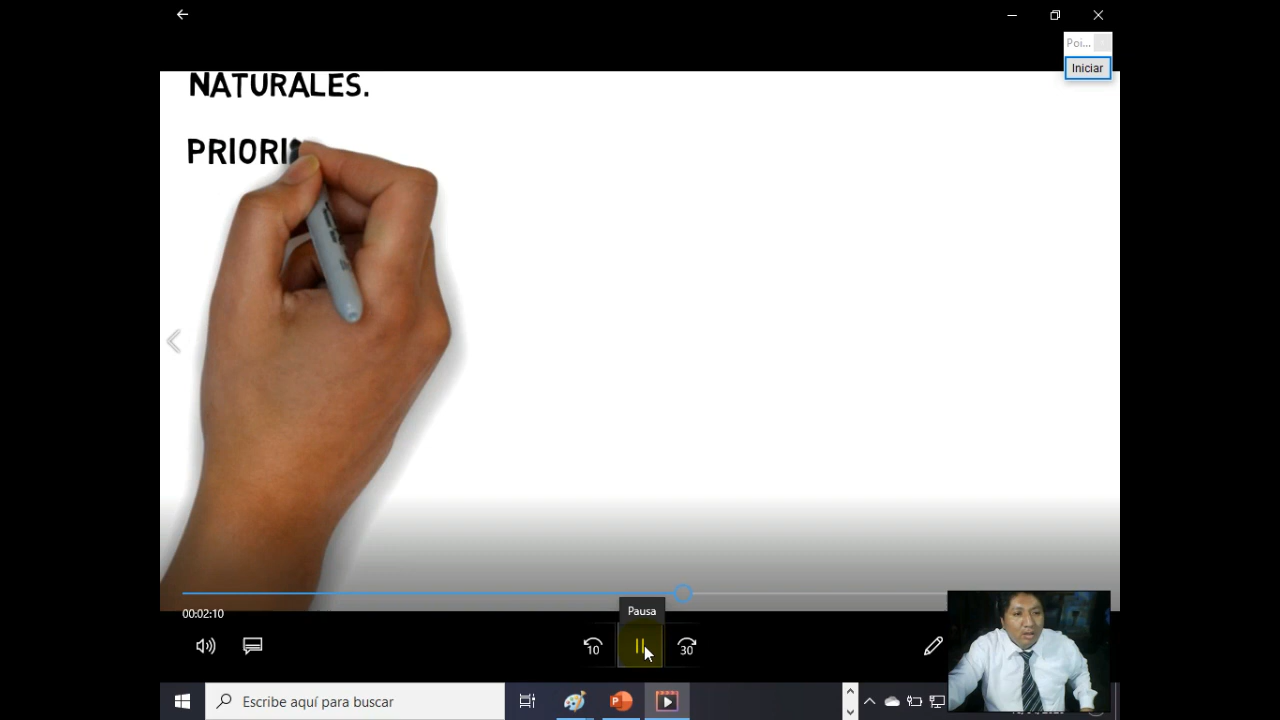 Poi...
Iniciar
NATURALES.
PRIORI
00:02:10
Pausa
10
30
Escribe aquí para buscar